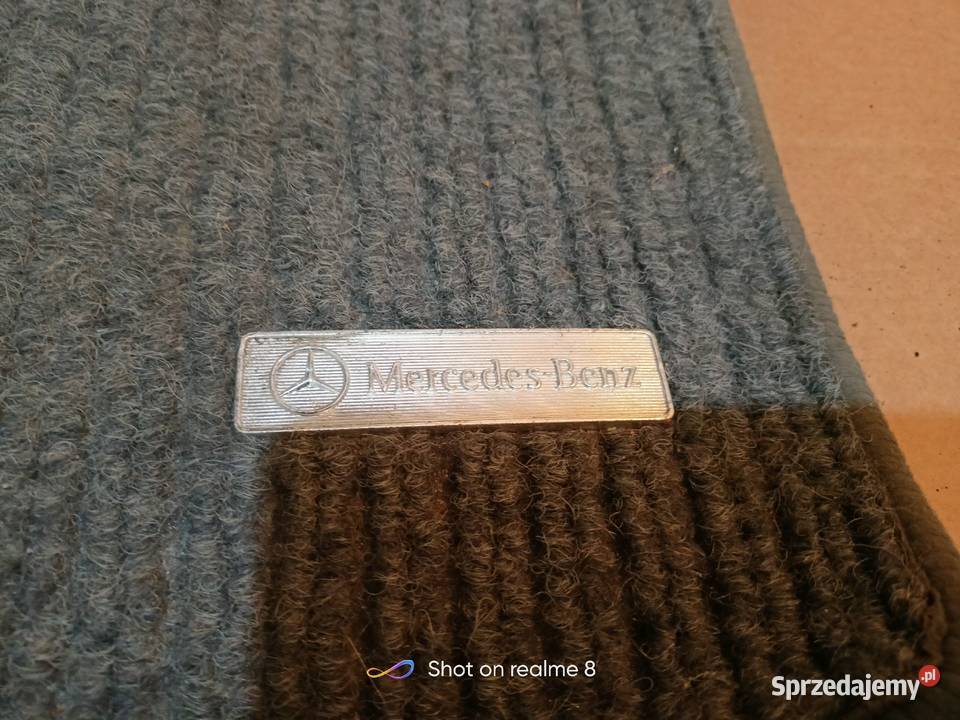 Mercedes-Benz
Shot on realme 8
Sprzedajemy.pl